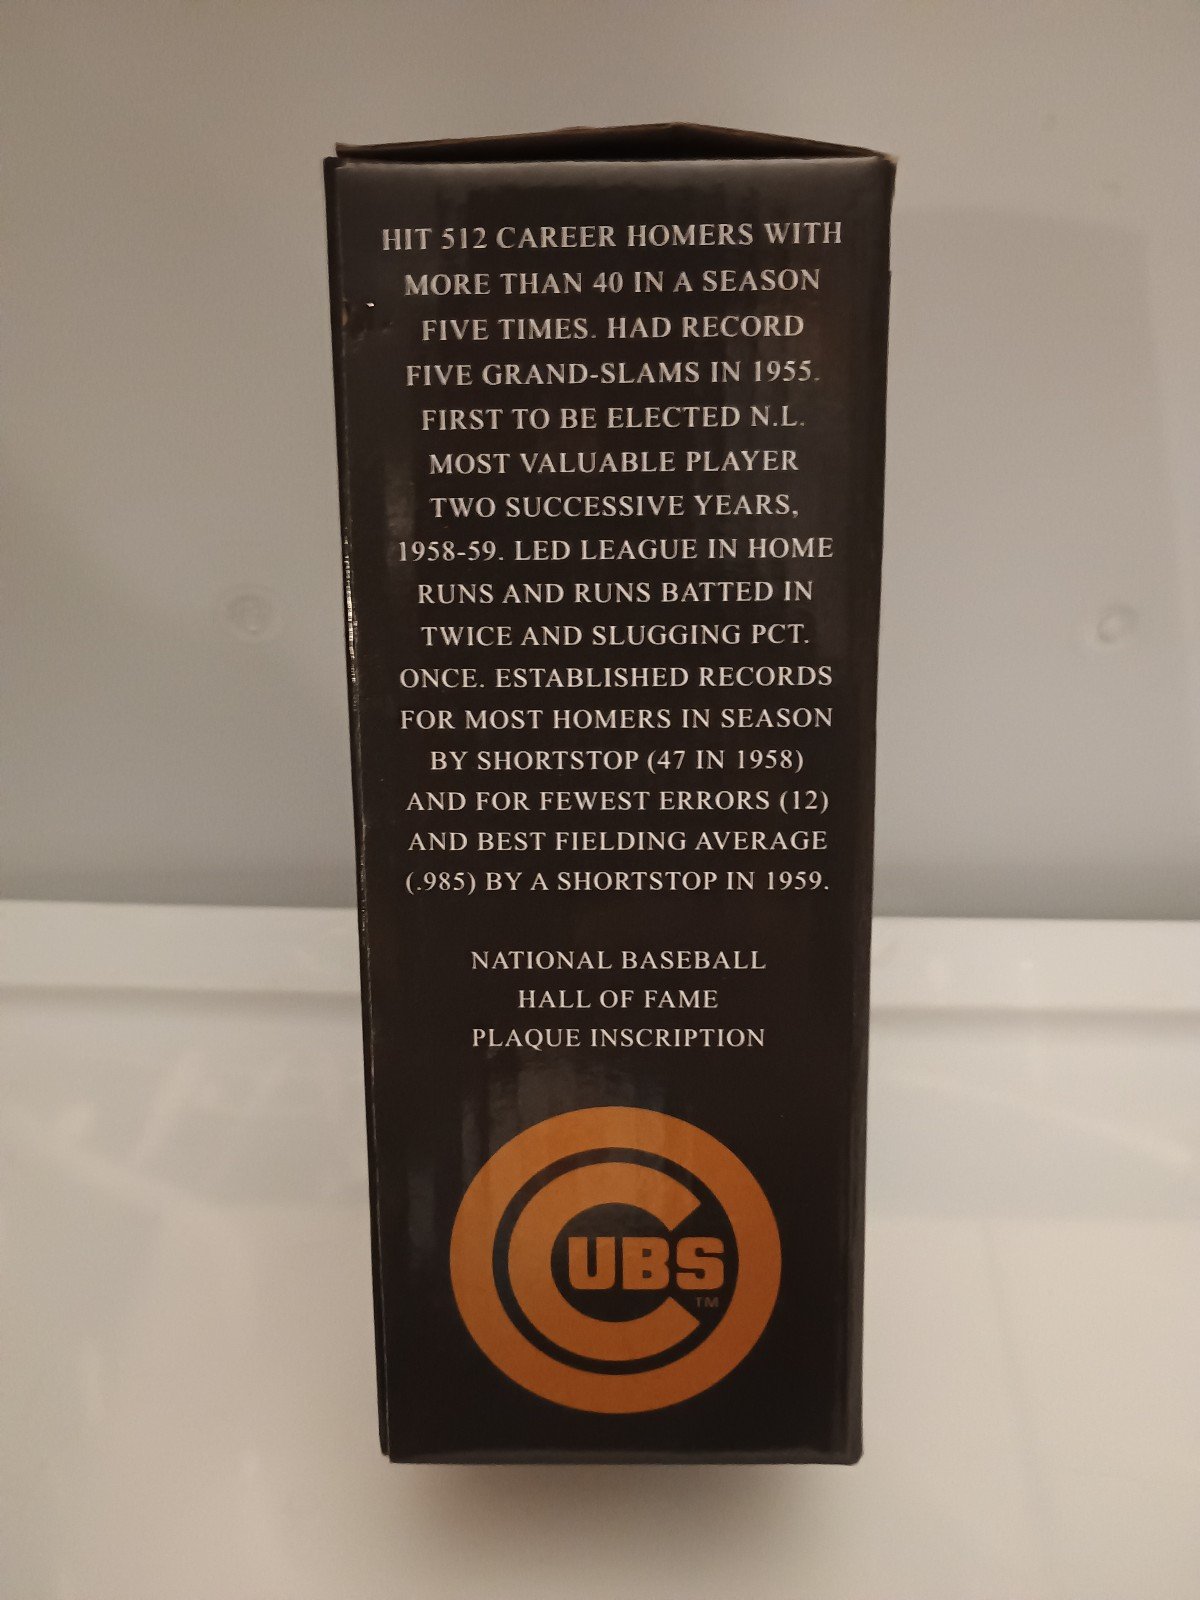 HIT 512 CAREER HOMERS WITH
MORE THAN 40 IN A SEASON
FIVE TIMES. HAD RECORD
FIVE GRAND-SLAMS IN 1955.
FIRST TO BE ELECTED N.L.
MOST VALUABLE PLAYER
TWO SUCCESSIVE YEARS,
1958-59. LED LEAGUE IN HOME
RUNS AND RUNS BATTED IN
TWICE AND SLUGGING PCT.
ONCE. ESTABLISHED RECORDS
FOR MOST HOMERS IN SEASON
BY SHORTSTOP (47 IN 1958)
AND FOR FEWEST ERRORS (12)
AND BEST FIELDING AVERAGE
(.985) BY A SHORTSTOP IN 1959.
NATIONAL BASEBALL
HALL OF FAME
PLAQUE INSCRIPTION
CUBS
TM